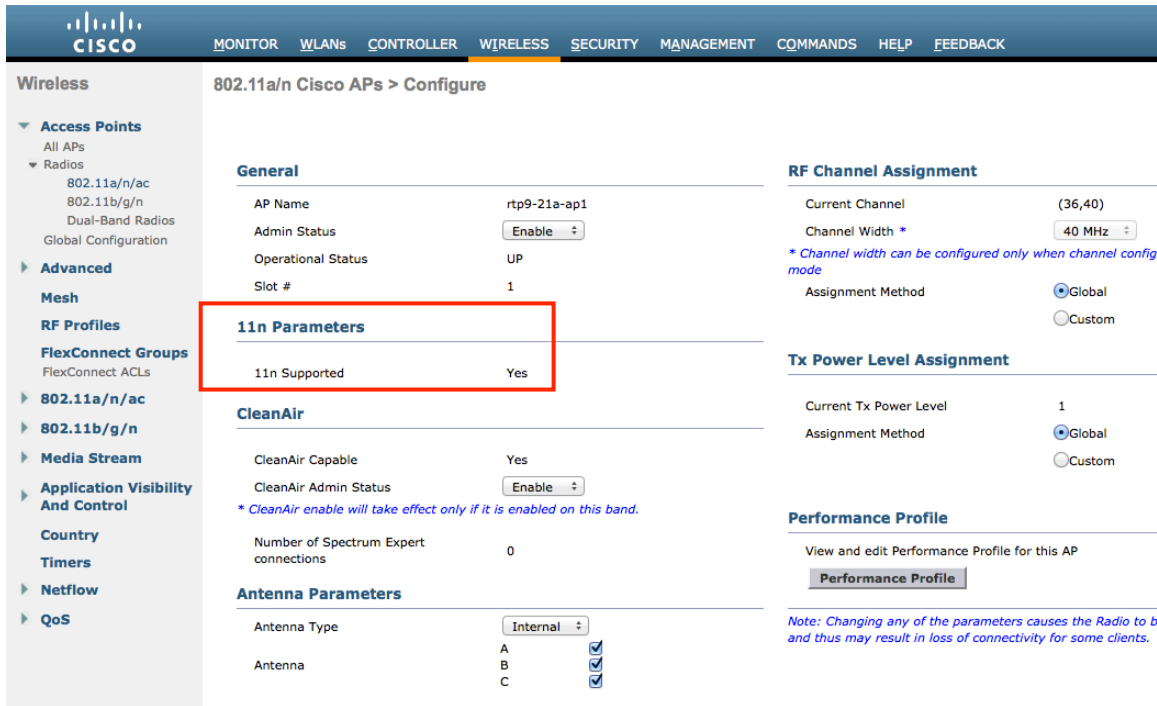 CISCO
MONITOR WLANs CONTROLLER WIRELESS SECURITY MANAGEMENT COMMANDS HELP FEEDBACK
Wireless
Access Points
All APs
Radios
802.11a/n/ac
802.11b/g/n
Dual-Band Radios
Global Configuration
Advanced
Mesh
RF Profiles
FlexConnect Groups
FlexConnect ACLs
802.11a/n/ac
802.11b/g/n
Media Stream
Application Visibility
And Control
Country
Timers
Netflow
QoS
802.11a/n Cisco APs > Configure
General
AP Name rtp9-21a-ap1
Admin Status Enable
Operational Status UP
Slot # 1
11n Parameters
11n Supported Yes
CleanAir
CleanAir Capable Yes
CleanAir Admin Status Enable
* CleanAir enable will take effect only if it is enabled on this band.
Number of Spectrum Expert
connections 0
Antenna Parameters
Antenna Type Internal
Antenna A
B
C
RF Channel Assignment
Current Channel (36,40)
Channel Width * 40 MHz
* Channel width can be configured only when channel config
mode
Assignment Method Global
Custom
Tx Power Level Assignment
Current Tx Power Level 1
Assignment Method Global
Custom
Performance Profile
View and edit Performance Profile for this AP
Performance Profile
Note: Changing any of the parameters causes the Radio to b
and thus may result in loss of connectivity for some clients.